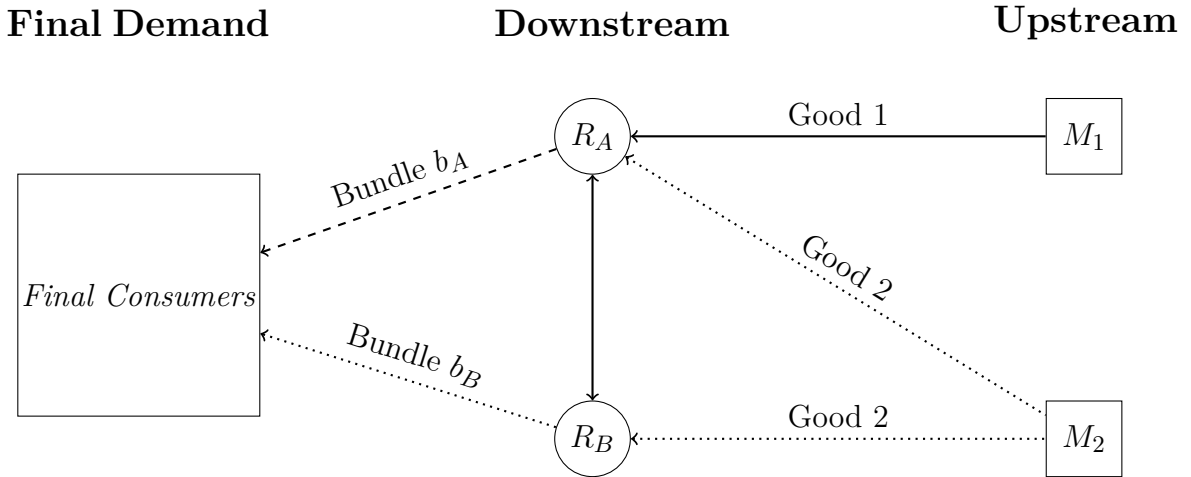 Final Demand
Downstream
Upstream
Good 1
R_A
M_1
Bundle b_A
Good 2
Final Consumers
Bundle b_B
Good 2
R_B
M_2